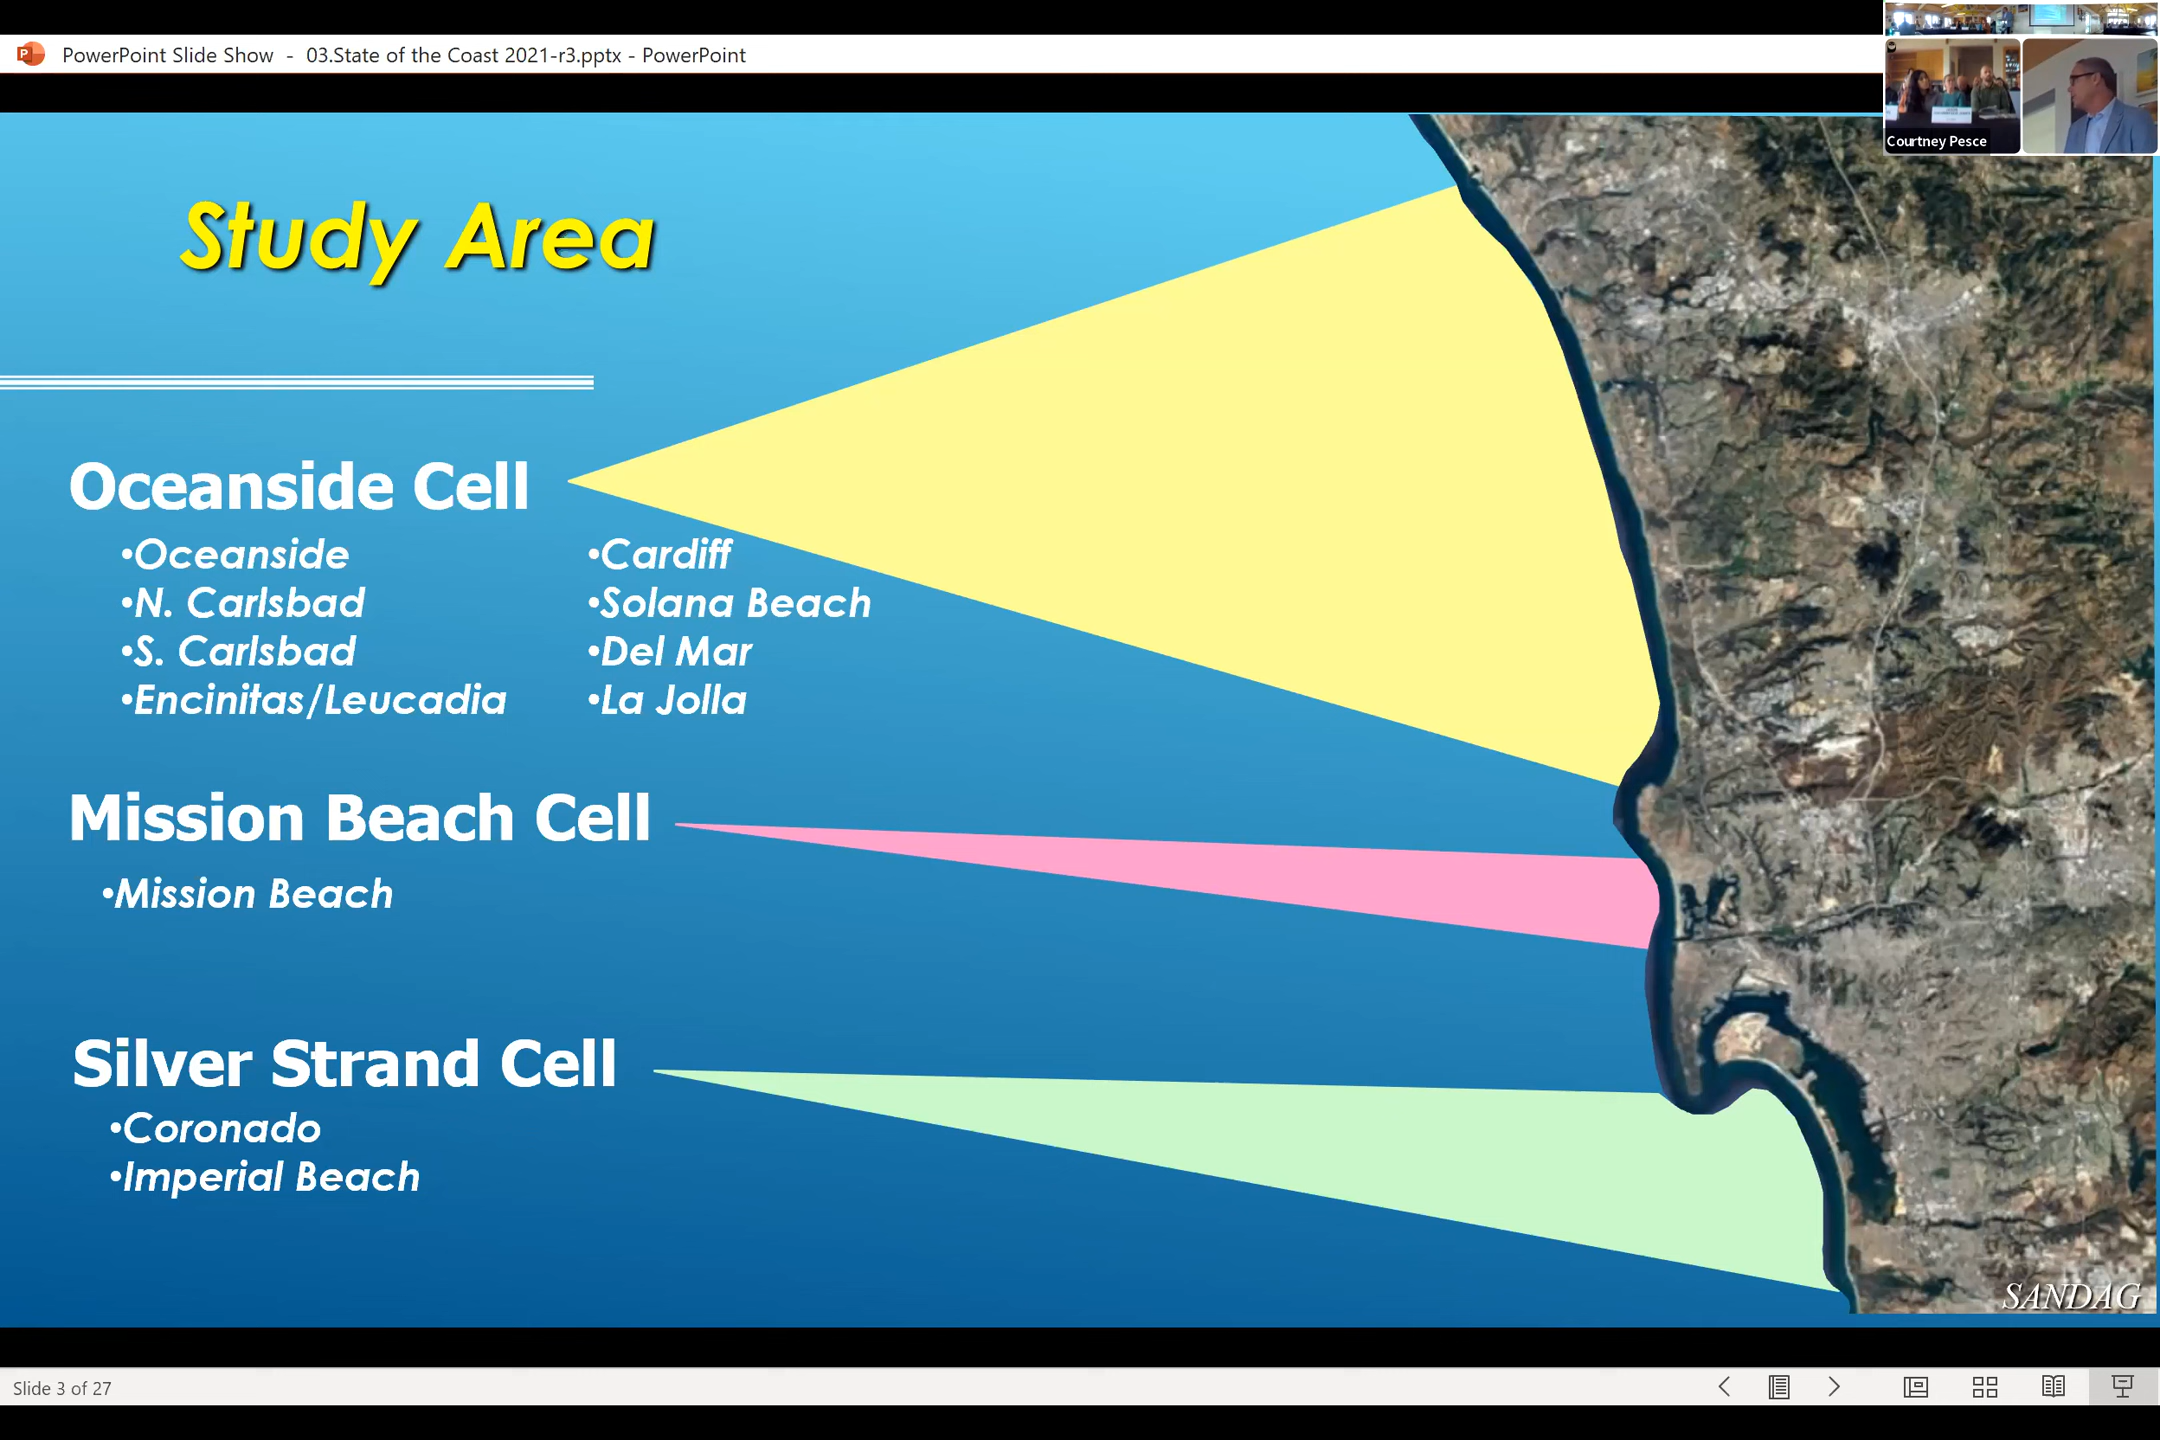 PowerPoint Slide Show - 03.State of the Coast 2021-r3.pptx - PowerPoint
Courtney Pesce
Study Area
Oceanside Cell
•Oceanside
•N. Carlsbad
•S. Carlsbad
•Encinitas/Leucadia
•Cardiff
•Solana Beach
•Del Mar
•La Jolla
Mission Beach Cell
•Mission Beach
Silver Strand Cell
•Coronado
•Imperial Beach
SANDAG
Slide 3 of 27